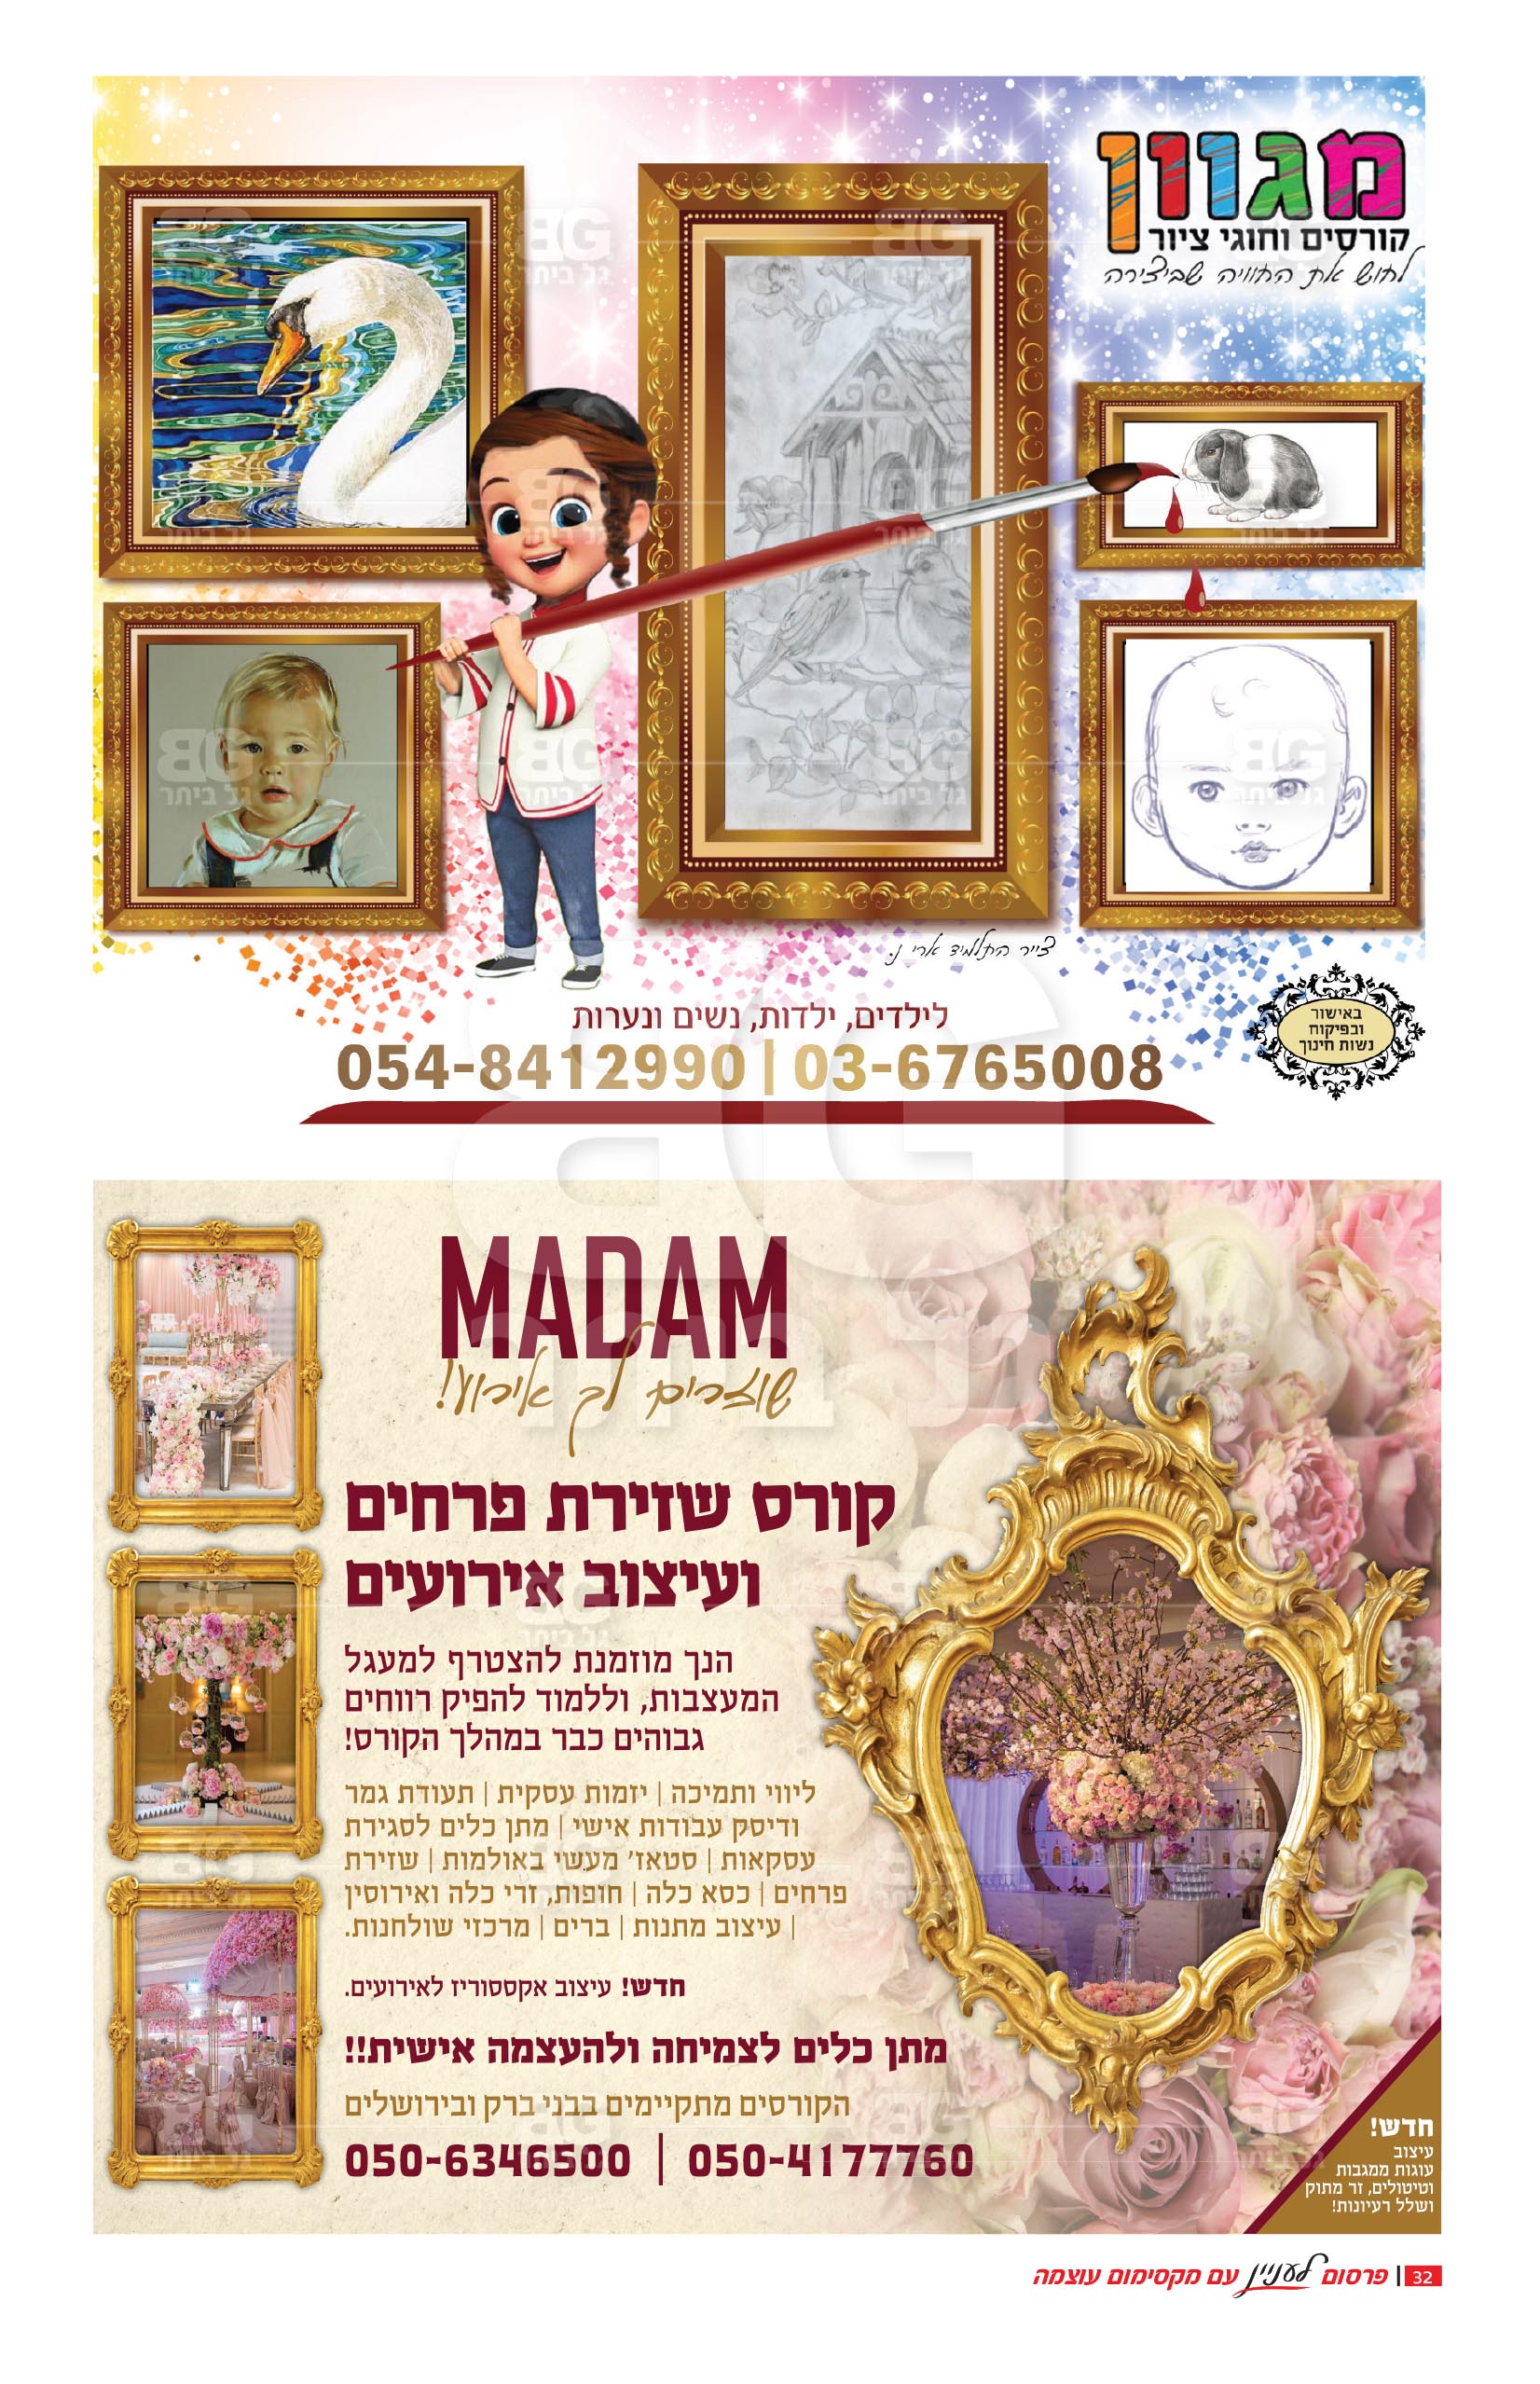 מגוון
קורסים וחוגי ציור
לחוש את החוויה שביצירה
צייר התלמיד ארי נ.
באישור
ובפיקוח
נשות חינוך
לילדים, ילדות, נשים ונערות
03-6765008 | 054-8412990
MADAM
שוזרים לך אירוע!
קורס שזירת פרחים
ועיצוב אירועים
הנך מוזמנת להצטרף למעגל
המעצבות, וללמוד להפיק רווחים
גבוהים כבר במהלך הקורס!
ליווי ותמיכה | יזמות עסקית | תעודת גמר
ודיסק עבודות אישי | מתן כלים לסגירת
עסקאות | סטאז' מעשי באולמות | שזירת
פרחים | כסא כלה | חופות, זרי כלה ואירוסין
| עיצוב מתנות | ברים | מרכזי שולחנות.
חדש! עיצוב אקססוריז לאירועים.
מתן כלים לצמיחה ולהעצמה אישית!!
הקורסים מתקיימים בבני ברק ובירושלים
050-4177760 | 050-6346500
חדש!
עיצוב
עוגות ממגבות
וטיטולים, זר מתוק
ושלל רעיונות!
32 | פרסום לעניין עם מקסימום עוצמה
BG
גל ביתר